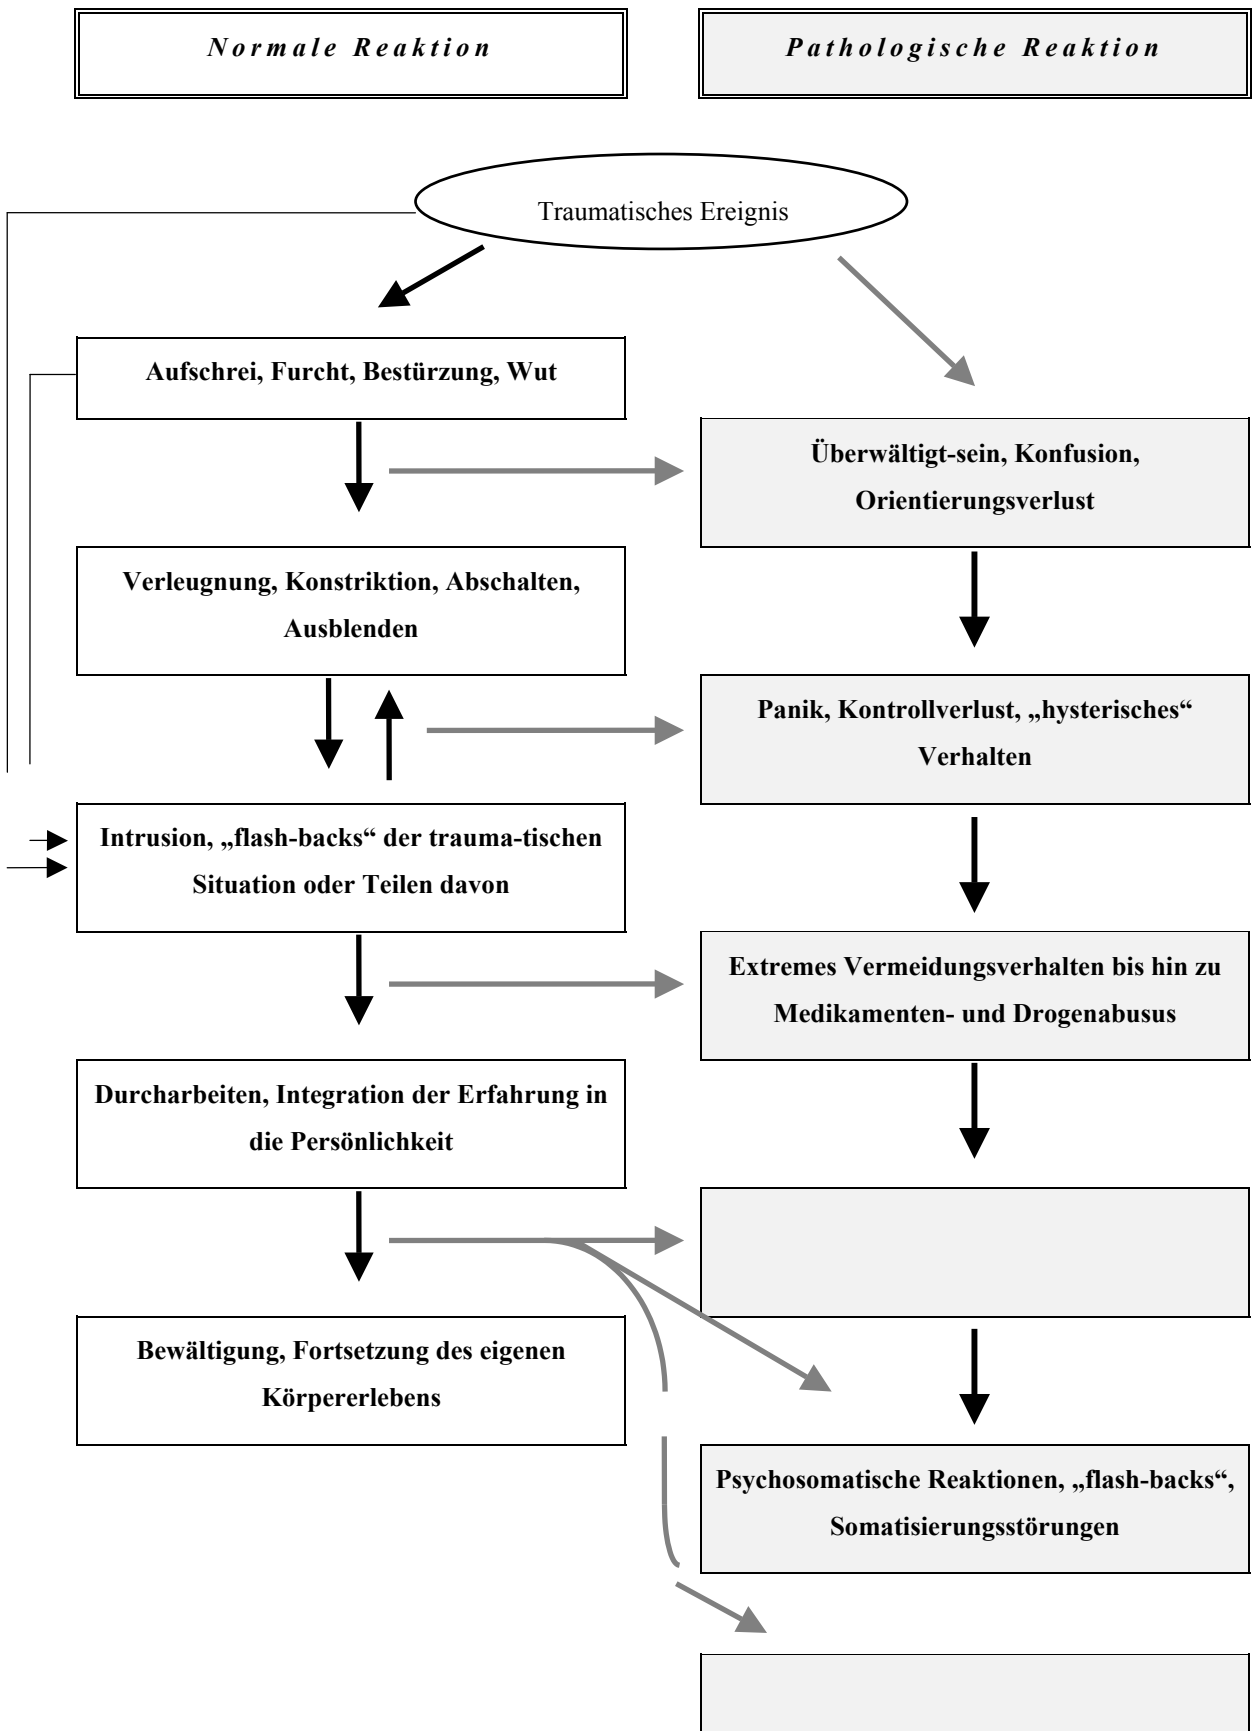 Normale Reaktion
Pathologische Reaktion
Traumatisches Ereignis
Aufschrei, Furcht, Bestürzung, Wut
Überwältigt-sein, Konfusion,
Orientierungsverlust
Verleugnung, Konstriktion, Abschalten,
Ausblenden
Panik, Kontrollverlust, „hysterisches“
Verhalten
Intrusion, „flash-backs“ der trauma-tischen
Situation oder Teilen davon
Extremes Vermeidungsverhalten bis hin zu
Medikamenten- und Drogenabusus
Durcharbeiten, Integration der Erfahrung in
die Persönlichkeit
Bewältigung, Fortsetzung des eigenen
Körpererlebens
Psychosomatische Reaktionen, „flash-backs“,
Somatisierungsstörungen